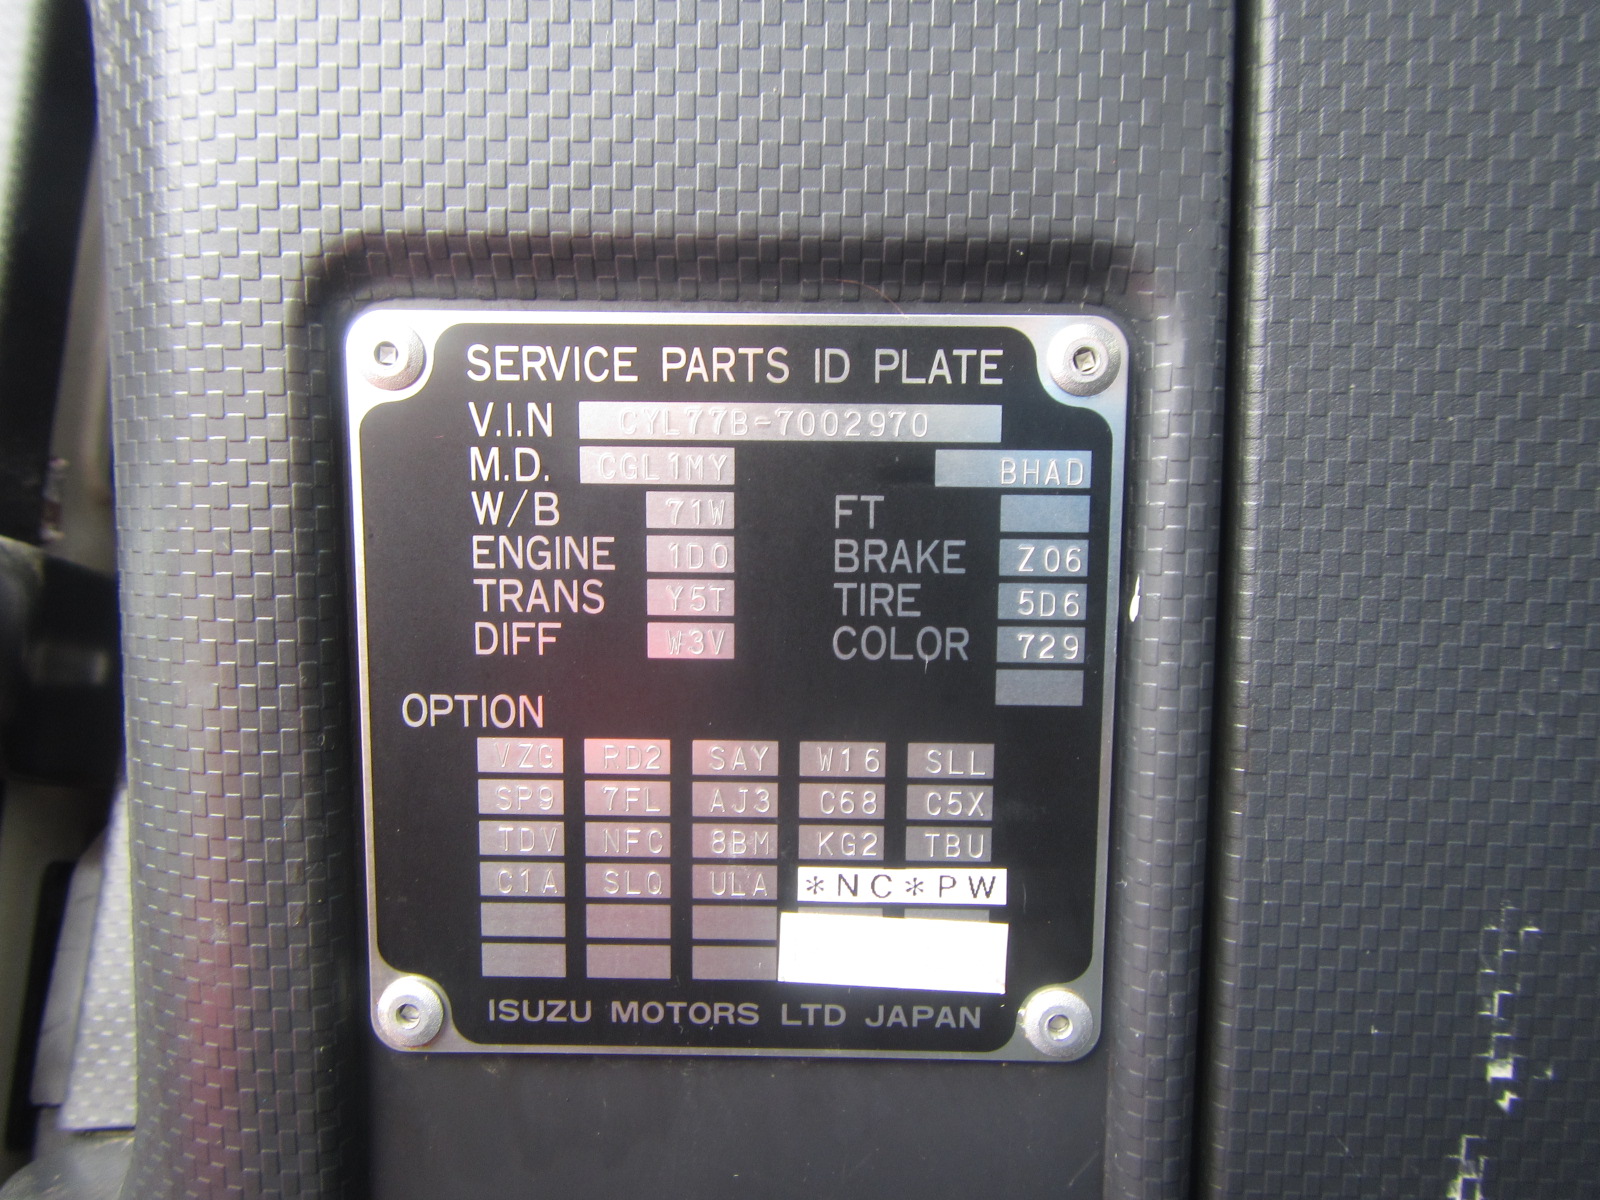 SERVICE PARTS ID PLATE
V.I.N CYL77B-7002970
M.D. CGL1MY BHAD
W/B 71W FT
ENGINE 1D0 BRAKE Z06
TRANS Y5T TIRE 5D6
DIFF W3V COLOR 729
OPTION
VZG RD2 SAY W16 SLL
SP9 7FL AJ3 C68 C5X
TDV NFC 8BM KG2 TBU
C1A SLQ ULA *NC*PW
ISUZU MOTORS LTD JAPAN